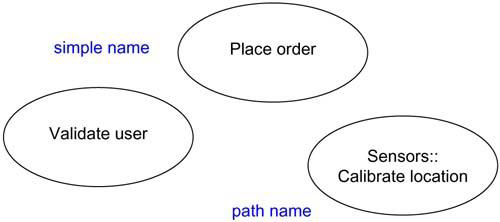 simple name
Place order
Validate user
Sensors::
Calibrate location
path name